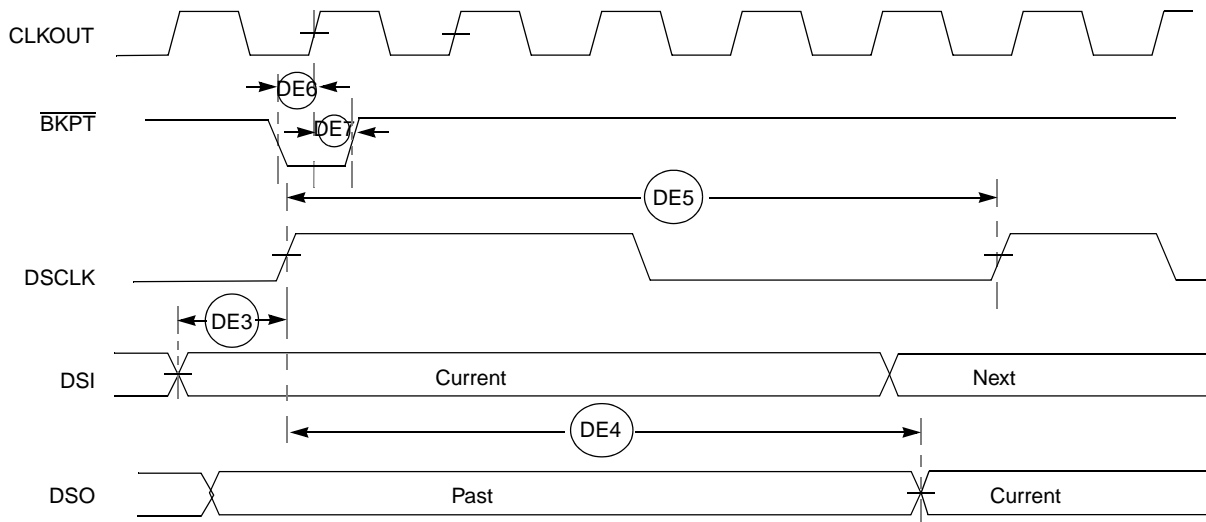 CLKOUT
DE6
BKPT
DE7
DE5
DSCLK
DE3
DSI
Current
Next
DE4
DSO
Past
Current